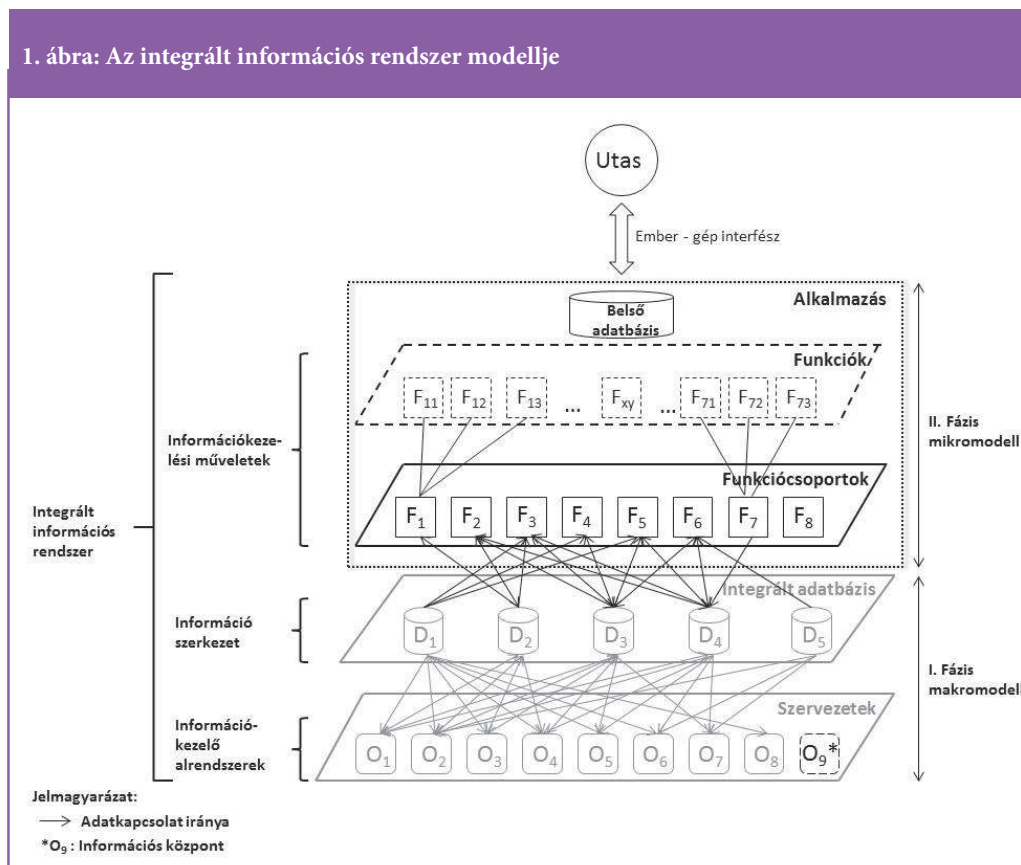 1. ábra: Az integrált információs rendszer modellje
Utas
Ember - gép interfész
Alkalmazás
Belső
adatbázis
Funkciók
F11 F12 F13 ... Fxy ... F71 F72 F73
II. Fázis
mikromodell
Információkeze-
lési műveletek
Funkciócsoportok
F1 F2 F3 F4 F5 F6 F7 F8
Integrált
információs
rendszer
Integrált adatbázis
Információ
szerkezet
D1 D2 D3 D4 D5
I. Fázis
makromodell
Szervezetek
Információ-
kezelő
alrendszerek
O1 O2 O3 O4 O5 O6 O7 O8 O9*
Jelmagyarázat:
Adatkapcsolat iránya
*O9 : Információs központ